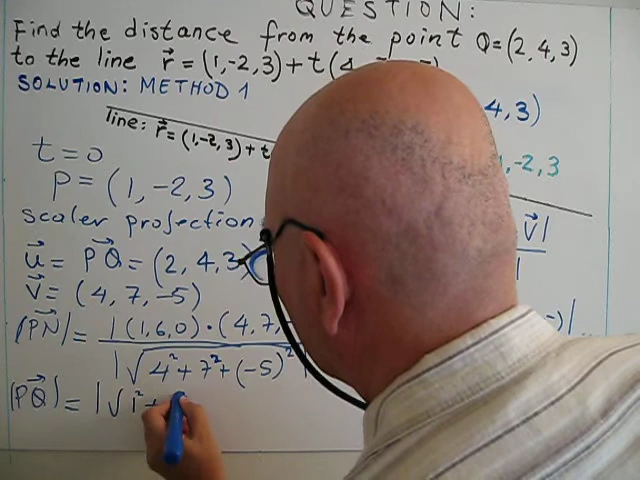 QUESTION:
Find the distance from the point Q=(2,4,3)
to the line r⃗=(1,-2,3)+t(4
SOLUTION: METHOD 1
4,3)
line: r⃗=(1,-2,3)+t
t=0
1,-2,3
P=(1,-2,3)
scaler projection
v⃗|
u⃗=PQ⃗=(2,4,3)
v⃗=(4,7,-5)
|PN⃗|=|(1,6,0)·(4,7,
|√4²+7²+(-5)²|
|PQ⃗|=|√1²+